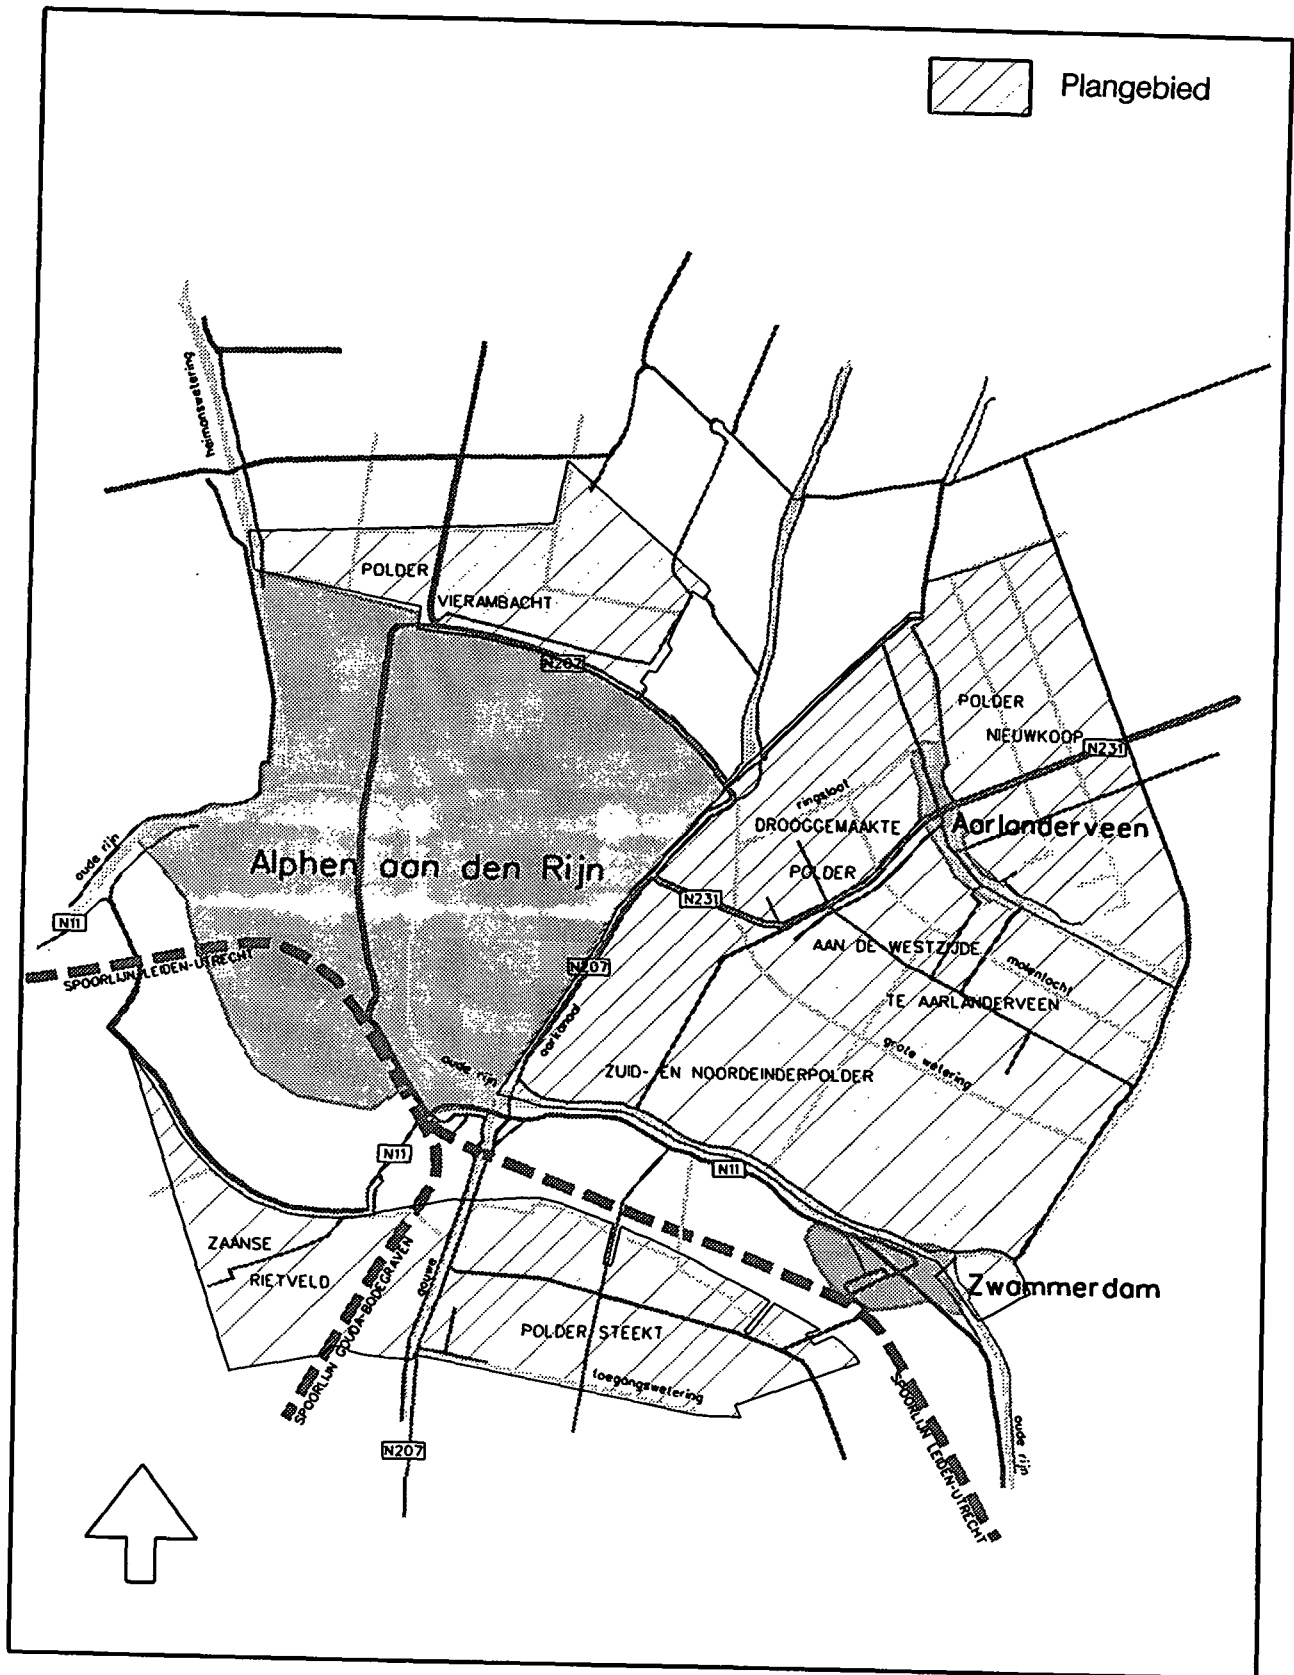 Plangebied
heimanswetering
POLDER
VIERAMBACHT
N207
POLDER
NIEUWKOOP
N231
ringsloot
DROOGGEMAAKTE
Aarlanderveen
oude rijn
Alphen aan den Rijn
POLDER
N231
N11
AAN DE WESTZIJDE
SPOORLIJN LEIDEN-UTRECHT
N207
molentocht
TE AARLANDERVEEN
aarkanaal
grote wetering
oude rijn
ZUID- EN NOORDEINDERPOLDER
N11
N11
ZAANSE
RIETVELD
gouwe
SPOORLIJN GOUDA-BODEGRAVEN
Zwammerdam
POLDER STEEKT
toegangswetering
SPOORLIJN LEIDEN-UTRECHT
oude rijn
N207